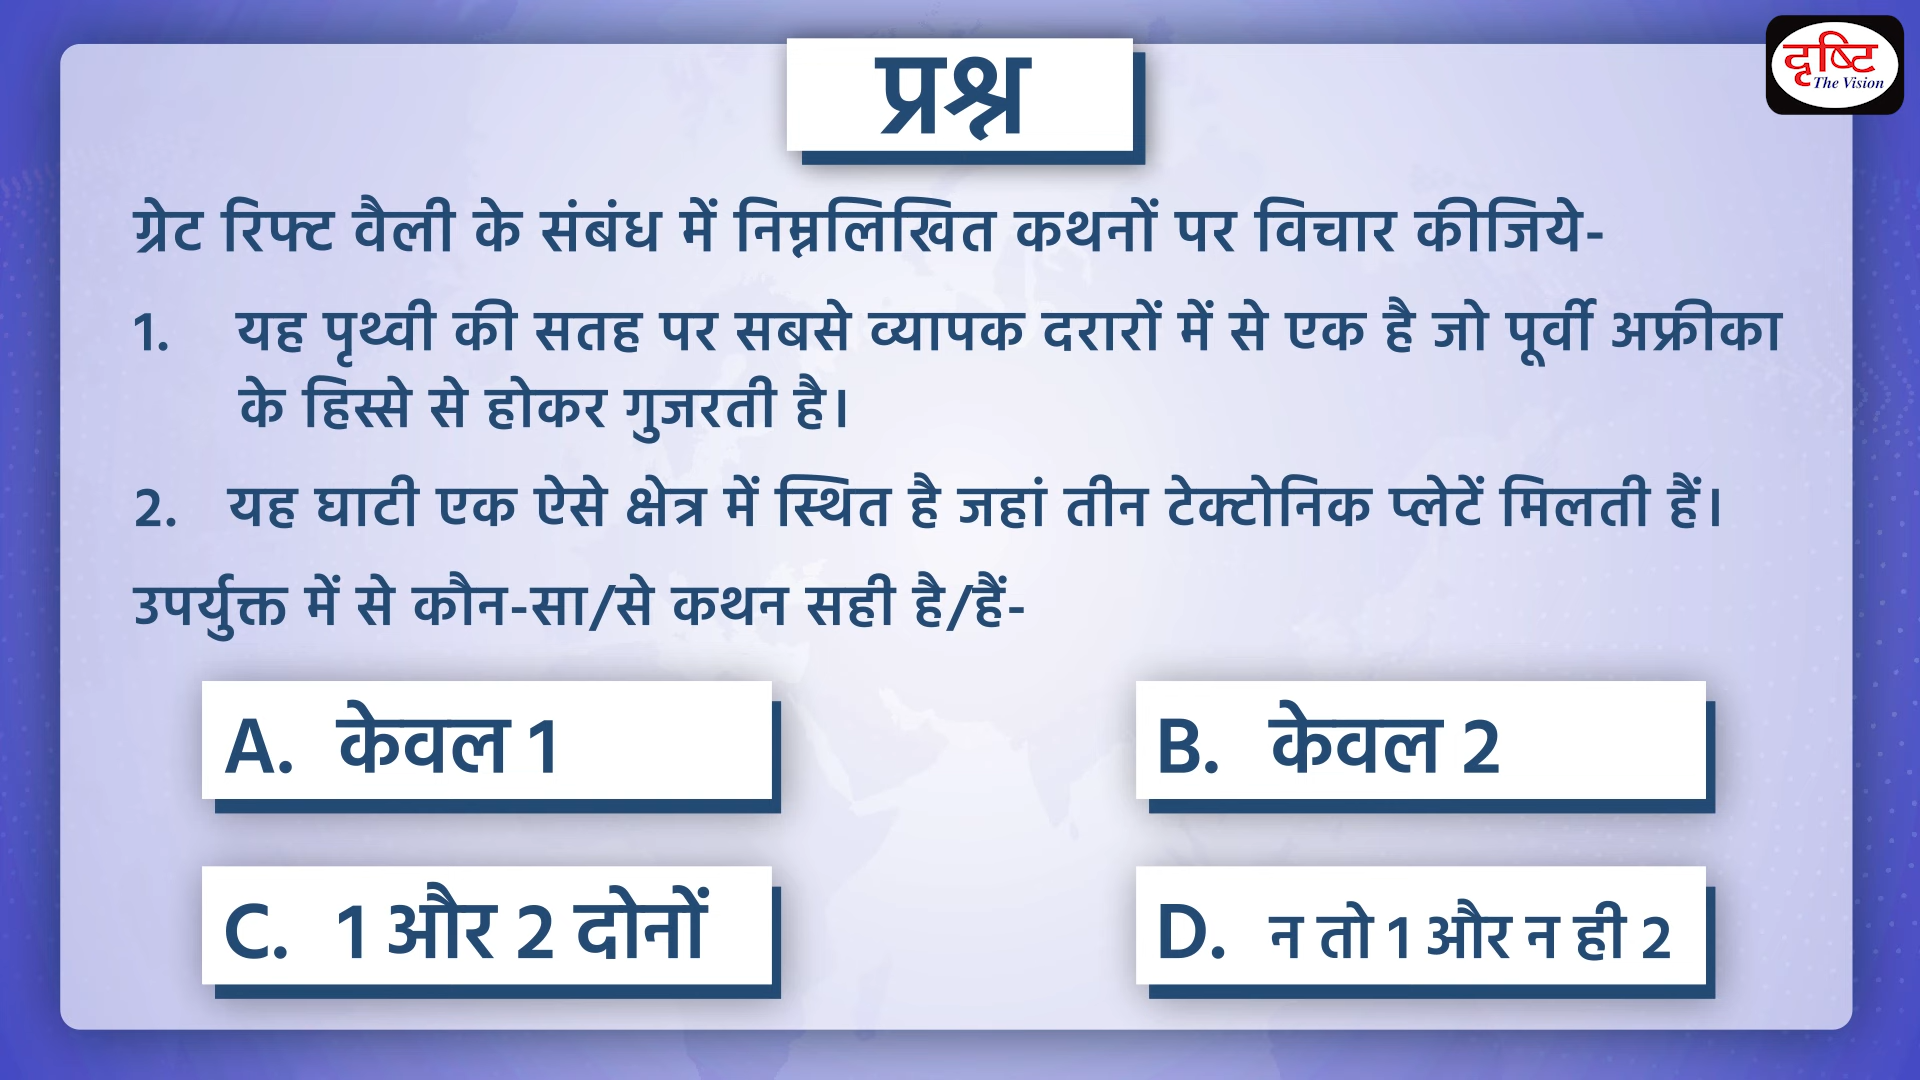 प्रश्न
दृष्टि
The Vision
ग्रेट रिफ्ट वैली के संबंध में निम्नलिखित कथनों पर विचार कीजिये-
1. यह पृथ्वी की सतह पर सबसे व्यापक दरारों में से एक है जो पूर्वी अफ्रीका
के हिस्से से होकर गुजरती है।
2. यह घाटी एक ऐसे क्षेत्र में स्थित है जहां तीन टेक्टोनिक प्लेटें मिलती हैं।
उपर्युक्त में से कौन-सा/से कथन सही है/हैं-
A. केवल 1
B. केवल 2
C. 1 और 2 दोनों
D. न तो 1 और न ही 2